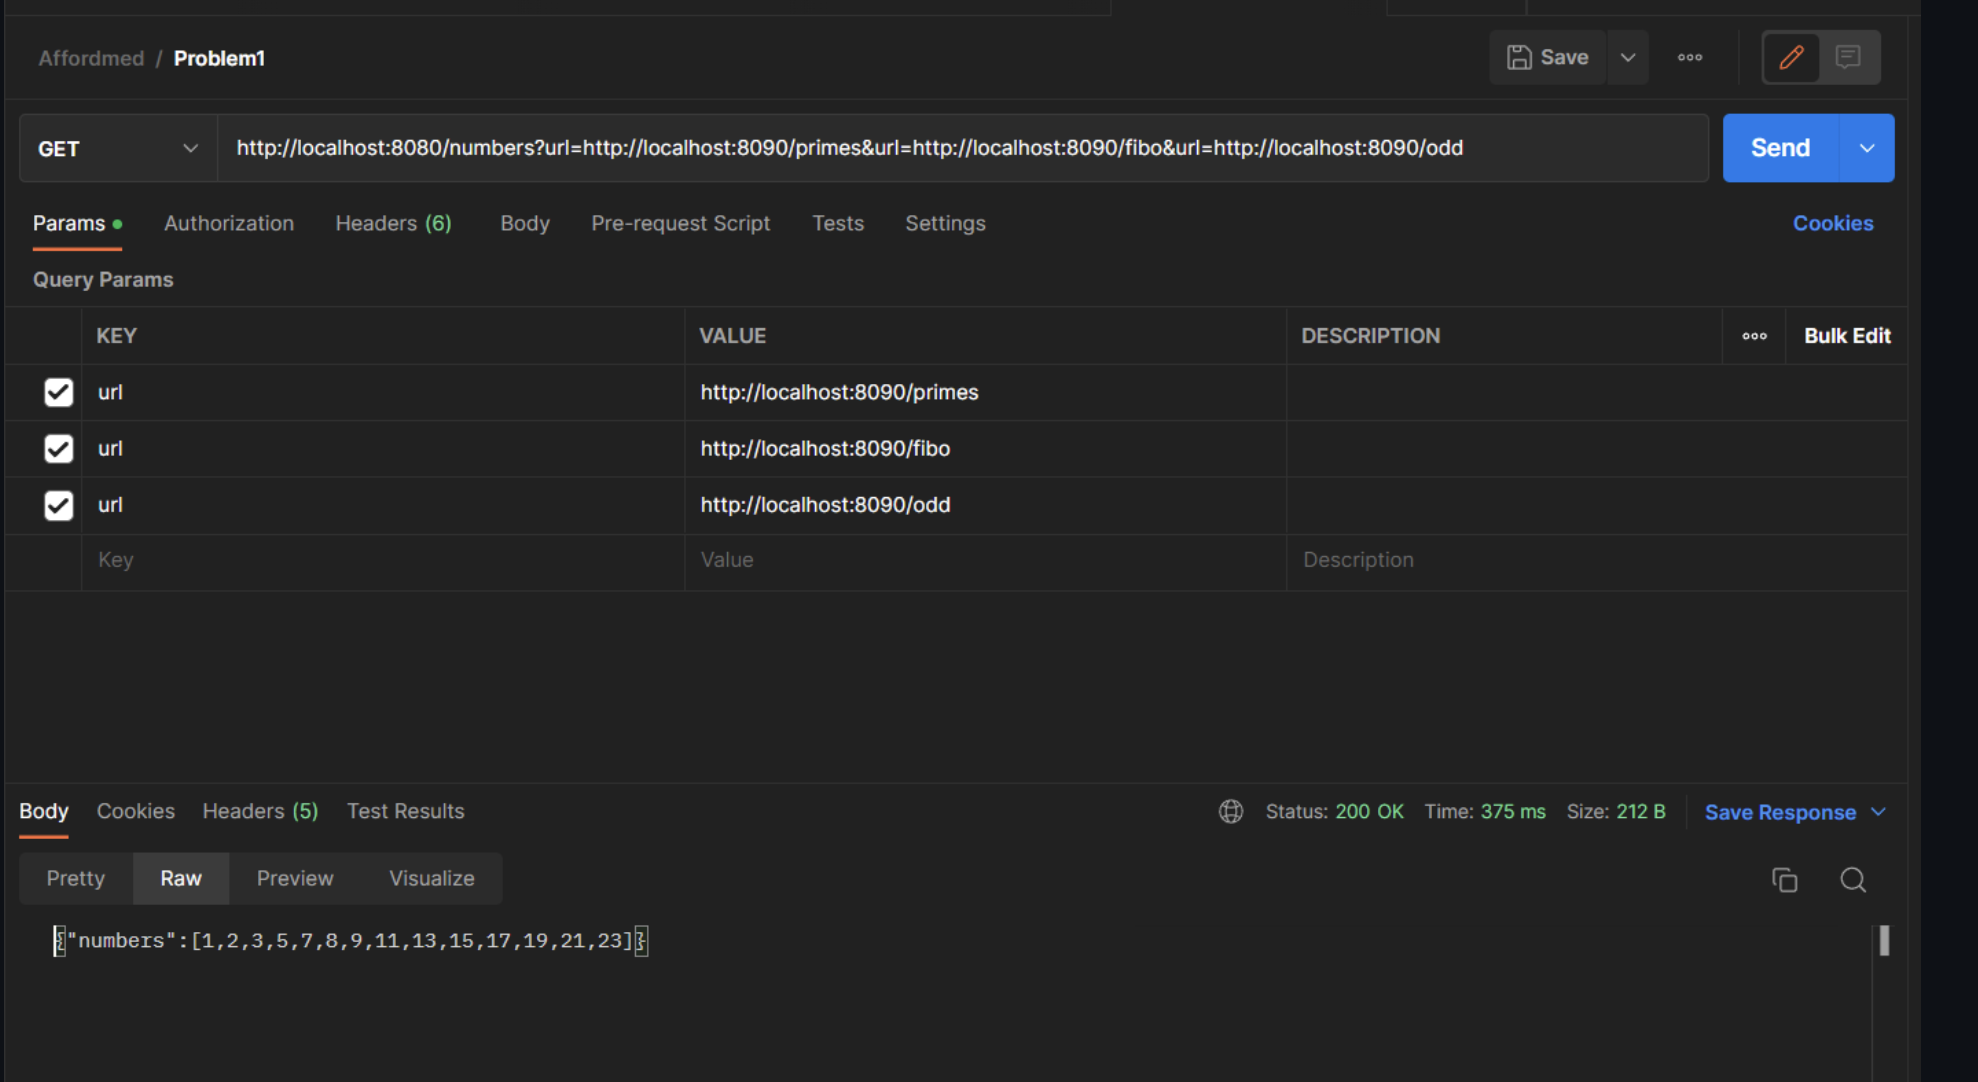 Affordmed / Problem1
Save
GET
http://localhost:8080/numbers?url=http://localhost:8090/primes&url=http://localhost:8090/fibo&url=http://localhost:8090/odd
Send
Params Authorization Headers (6) Body Pre-request Script Tests Settings Cookies
Query Params
KEY VALUE DESCRIPTION Bulk Edit
url http://localhost:8090/primes
url http://localhost:8090/fibo
url http://localhost:8090/odd
Key Value Description
Body Cookies Headers (5) Test Results Status: 200 OK Time: 375 ms Size: 212 B Save Response
Pretty Raw Preview Visualize
{"numbers":[1,2,3,5,7,8,9,11,13,15,17,19,21,23]}